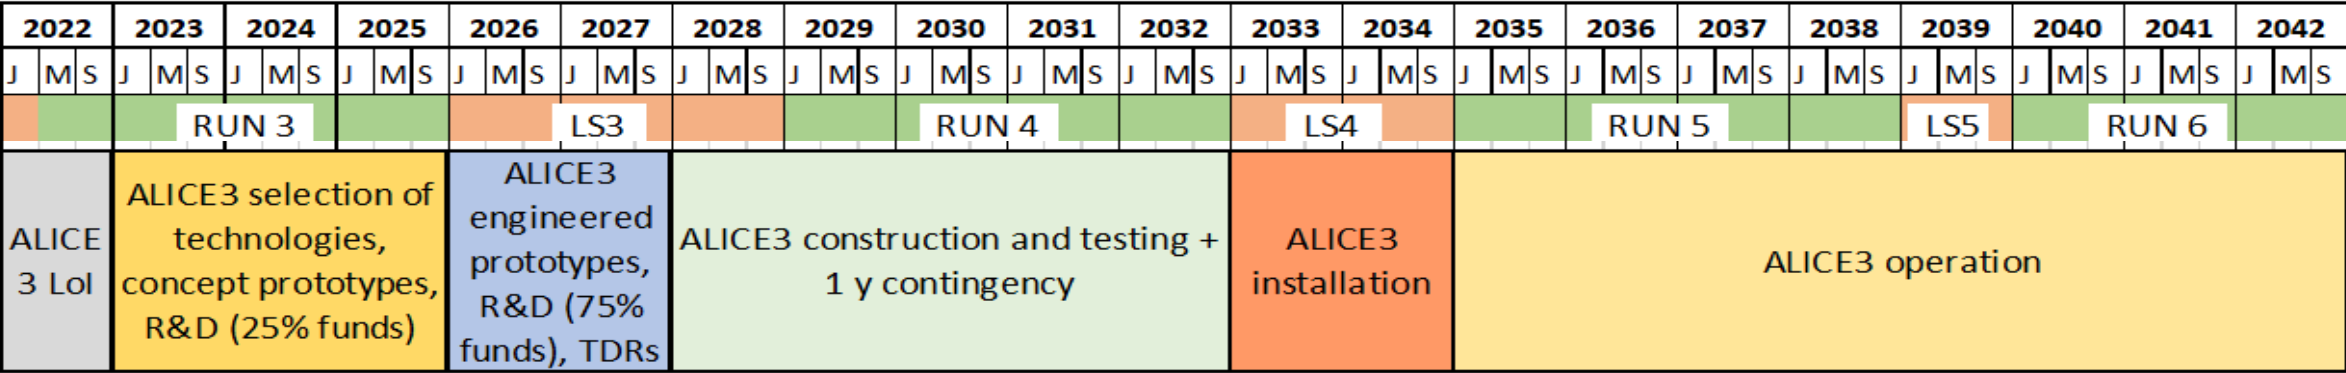 2022 2023 2024 2025 2026 2027 2028 2029 2030 2031 2032 2033 2034 2035 2036 2037 2038 2039 2040 2041 2042
J M S J M S J M S J M S J M S J M S J M S J M S J M S J M S J M S J M S J M S J M S J M S J M S J M S J M S J M S J M S J M S
RUN 3 LS3 RUN 4 LS4 RUN 5 LS5 RUN 6
ALICE
3 LoI
ALICE3 selection of
technologies,
concept prototypes,
R&D (25% funds)
ALICE3
engineered
prototypes,
R&D (75%
funds), TDRs
ALICE3 construction and testing +
1 y contingency
ALICE3
installation
ALICE3 operation